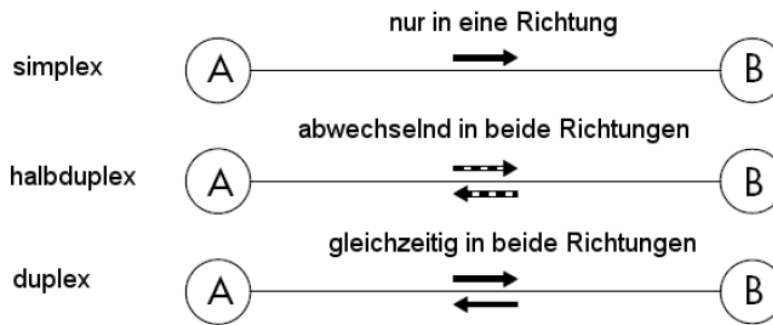 nur in eine Richtung
simplex A B
abwechselnd in beide Richtungen
halbduplex A B
gleichzeitig in beide Richtungen
duplex A B